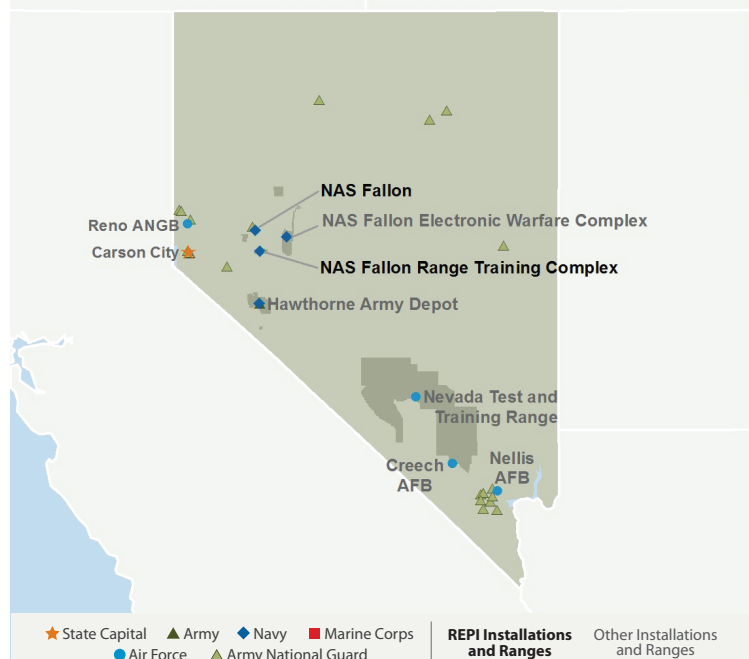 NAS Fallon
Reno ANGB
NAS Fallon Electronic Warfare Complex
Carson City
NAS Fallon Range Training Complex
Hawthorne Army Depot
Nevada Test and
Training Range
Creech
AFB
Nellis
AFB
State Capital Army Navy Marine Corps
Air Force Army National Guard
REPI Installations
and Ranges
Other Installations
and Ranges